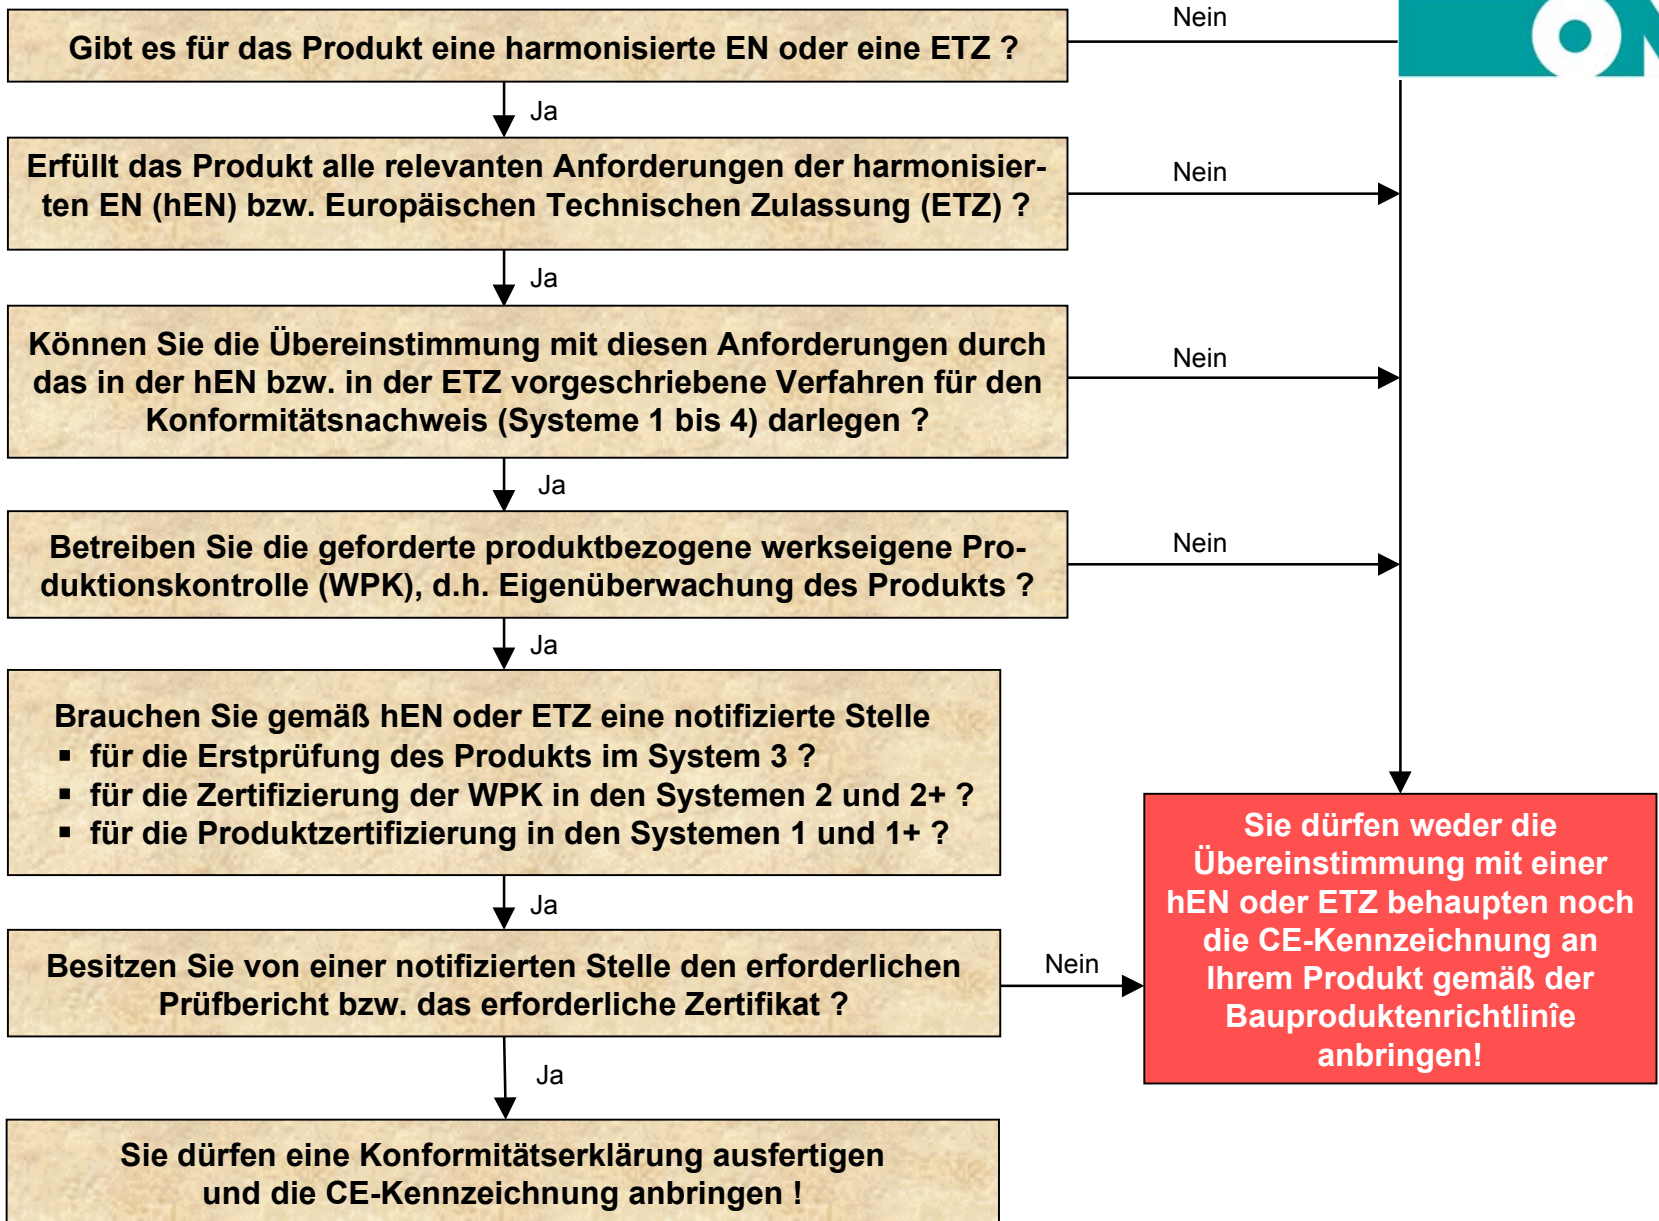 Gibt es für das Produkt eine harmonisierte EN oder eine ETZ ?
Nein
ON
Ja
Erfüllt das Produkt alle relevanten Anforderungen der harmonisier-
ten EN (hEN) bzw. Europäischen Technischen Zulassung (ETZ) ?
Nein
Ja
Können Sie die Übereinstimmung mit diesen Anforderungen durch
das in der hEN bzw. in der ETZ vorgeschriebene Verfahren für den
Konformitätsnachweis (Systeme 1 bis 4) darlegen ?
Nein
Ja
Betreiben Sie die geforderte produktbezogene werkseigene Pro-
duktionskontrolle (WPK), d.h. Eigenüberwachung des Produkts ?
Nein
Ja
Brauchen Sie gemäß hEN oder ETZ eine notifizierte Stelle
▪ für die Erstprüfung des Produkts im System 3 ?
▪ für die Zertifizierung der WPK in den Systemen 2 und 2+ ?
▪ für die Produktzertifizierung in den Systemen 1 und 1+ ?
Ja
Besitzen Sie von einer notifizierten Stelle den erforderlichen
Prüfbericht bzw. das erforderliche Zertifikat ?
Nein
Sie dürfen weder die
Übereinstimmung mit einer
hEN oder ETZ behaupten noch
die CE-Kennzeichnung an
Ihrem Produkt gemäß der
Bauproduktenrichtlinîe
anbringen!
Ja
Sie dürfen eine Konformitätserklärung ausfertigen
und die CE-Kennzeichnung anbringen !